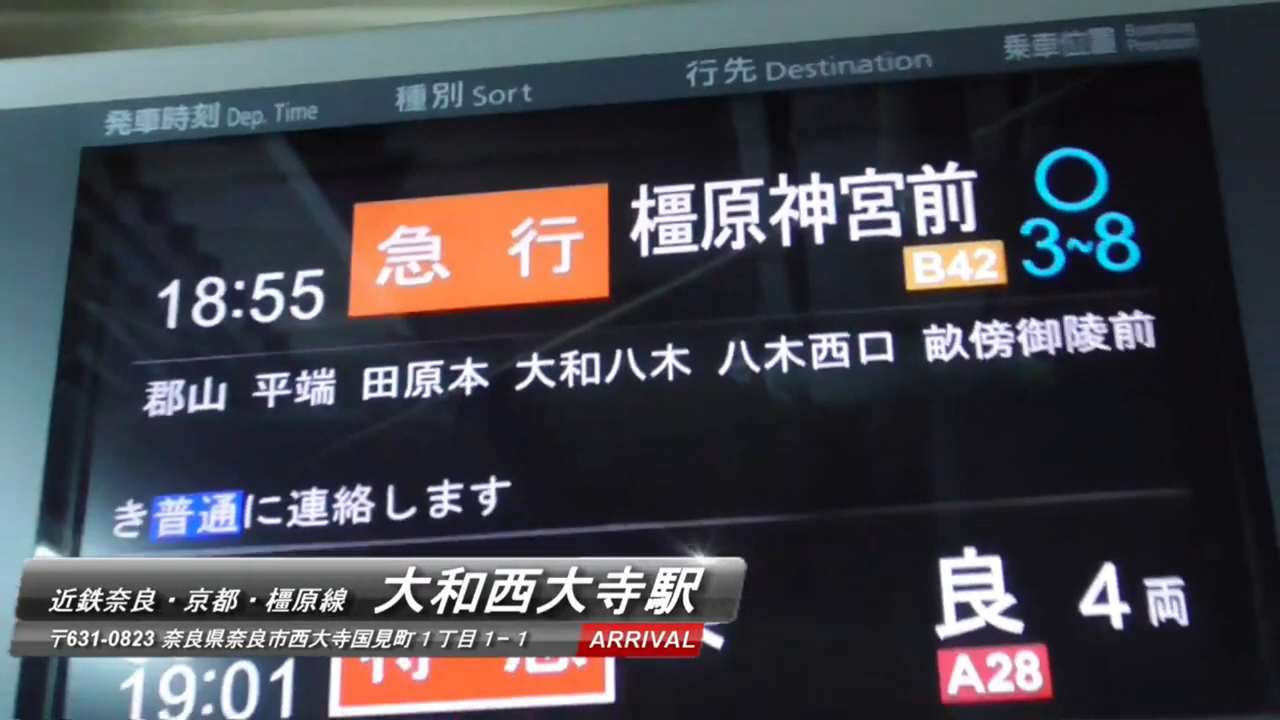 発車時刻 Dep. Time 種別 Sort 行先 Destination 乗車位置
18:55 急行 橿原神宮前 ○
B42 3~8
郡山 平端 田原本 大和八木 八木西口 畝傍御陵前
き普通に連絡します
近鉄奈良・京都・橿原線 大和西大寺駅
〒631-0823 奈良県奈良市西大寺国見町1丁目1-1 ARRIVAL
19:01 特急 良 4両
A28